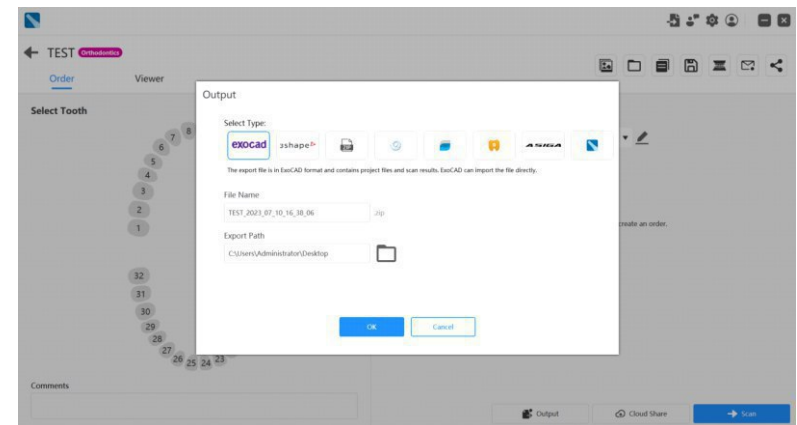 TEST Orthodontics
Order Viewer
Select Tooth
8
7
6
5
4
3
2
1
32
31
30
29
28
27
26 25 24 23
Comments
Output
Select Type:
exocad 3shape ASIGA
The export file is in ExoCAD format and contains project files and scan results. ExoCAD can import the file directly.
File Name
TEST_2023_07_10_16_38_06 .zip
Export Path
C:\Users\Administrator\Desktop
OK Cancel
create an order.
Output Cloud Share Scan